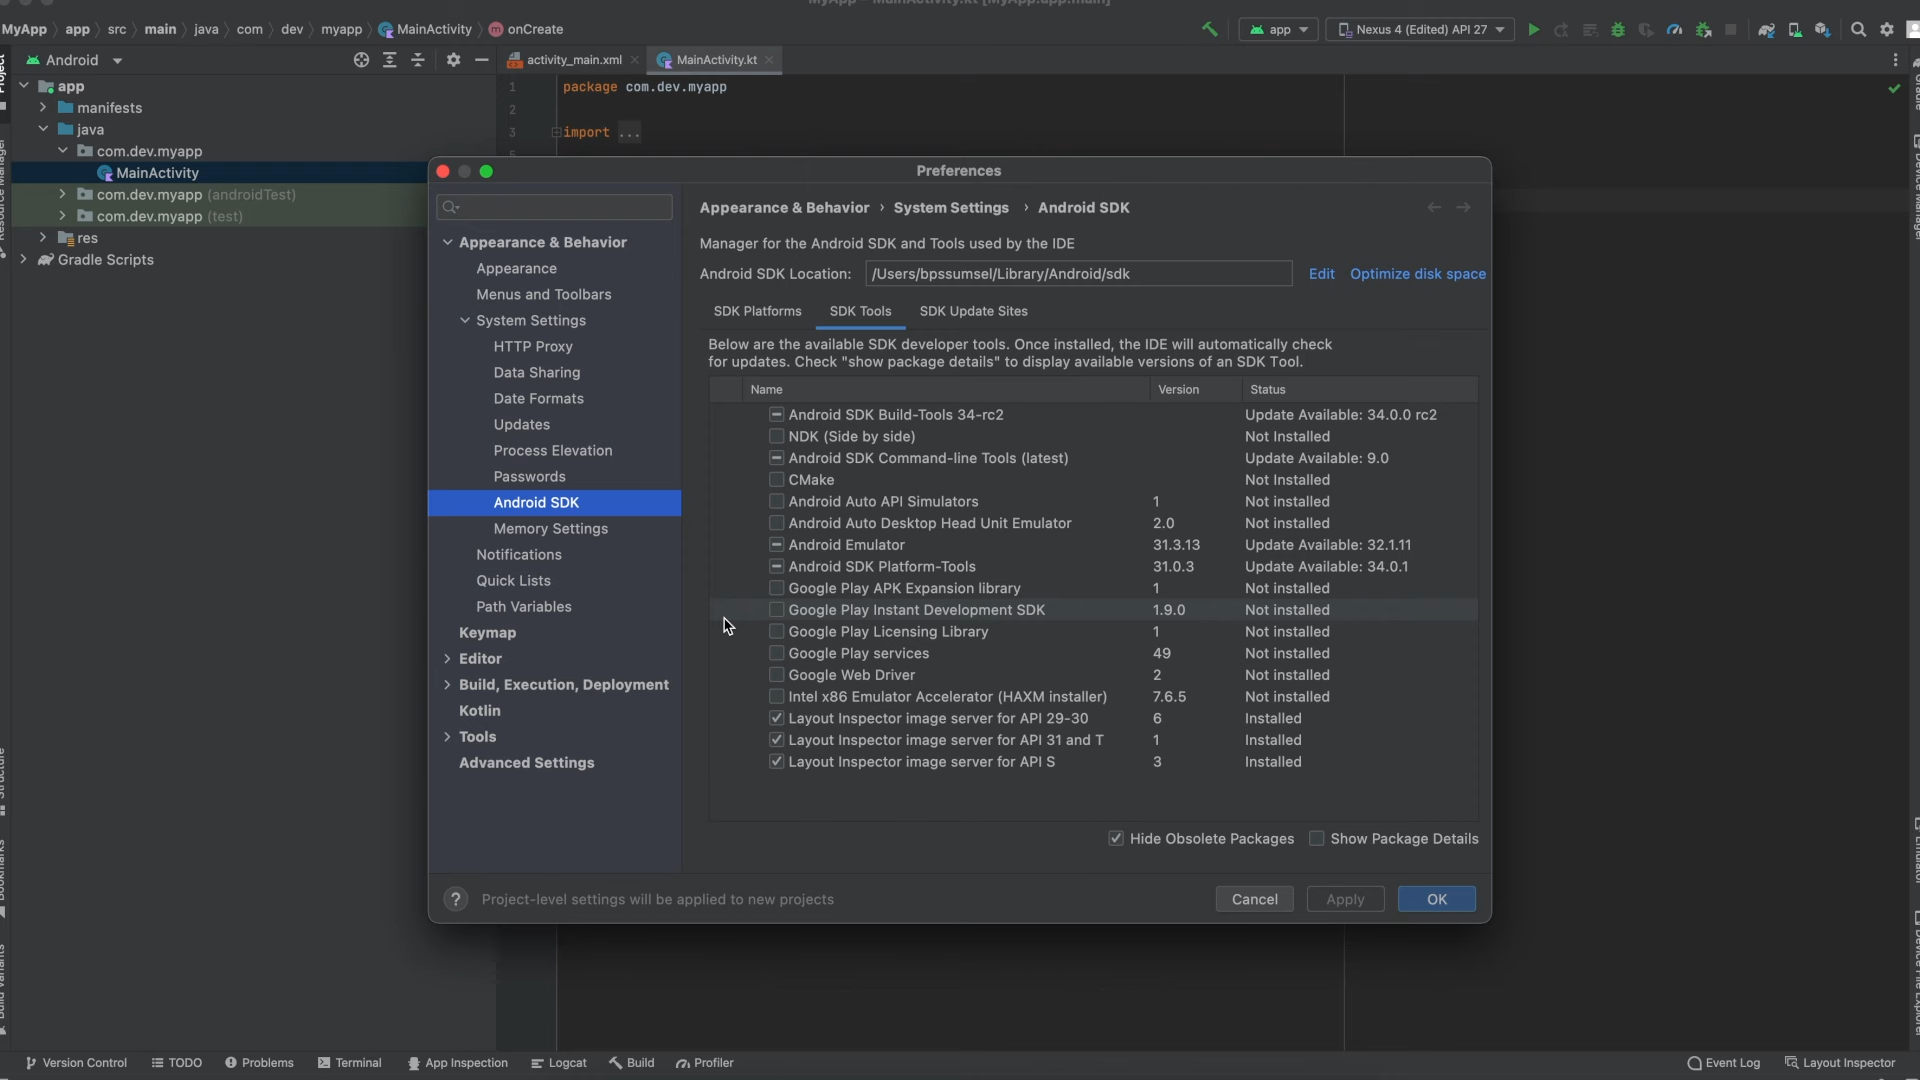 MyApp – MainActivity.kt [MyApp.app.main]
MyApp app src main java com dev myapp MainActivity onCreate
app Nexus 4 (Edited) API 27
Android
activity_main.xml MainActivity.kt
app
manifests
java
com.dev.myapp
MainActivity
com.dev.myapp (androidTest)
com.dev.myapp (test)
res
Gradle Scripts
1 package com.dev.myapp
2
3 import ...
Preferences
Appearance & Behavior
Appearance
Menus and Toolbars
System Settings
HTTP Proxy
Data Sharing
Date Formats
Updates
Process Elevation
Passwords
Android SDK
Memory Settings
Notifications
Quick Lists
Path Variables
Keymap
Editor
Build, Execution, Deployment
Kotlin
Tools
Advanced Settings
Appearance & Behavior › System Settings › Android SDK
Manager for the Android SDK and Tools used by the IDE
Android SDK Location: /Users/bpssumsel/Library/Android/sdk Edit Optimize disk space
SDK Platforms SDK Tools SDK Update Sites
Below are the available SDK developer tools. Once installed, the IDE will automatically check
for updates. Check "show package details" to display available versions of an SDK Tool.
Name Version Status
Android SDK Build-Tools 34-rc2 Update Available: 34.0.0 rc2
NDK (Side by side) Not Installed
Android SDK Command-line Tools (latest) Update Available: 9.0
CMake Not Installed
Android Auto API Simulators 1 Not installed
Android Auto Desktop Head Unit Emulator 2.0 Not installed
Android Emulator 31.3.13 Update Available: 32.1.11
Android SDK Platform-Tools 31.0.3 Update Available: 34.0.1
Google Play APK Expansion library 1 Not installed
Google Play Instant Development SDK 1.9.0 Not installed
Google Play Licensing Library 1 Not installed
Google Play services 49 Not installed
Google Web Driver 2 Not installed
Intel x86 Emulator Accelerator (HAXM installer) 7.6.5 Not installed
Layout Inspector image server for API 29-30 6 Installed
Layout Inspector image server for API 31 and T 1 Installed
Layout Inspector image server for API S 3 Installed
Hide Obsolete Packages Show Package Details
? Project-level settings will be applied to new projects
Cancel Apply OK
Version Control TODO Problems Terminal App Inspection Logcat Build Profiler
Event Log Layout Inspector